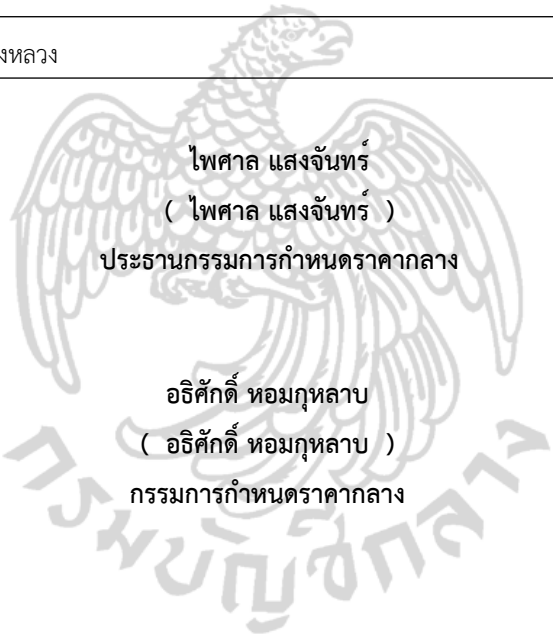 งหลวง
ไพศาล แสงจันทร์
( ไพศาล แสงจันทร์ )
ประธานกรรมการกำหนดราคากลาง
อธิศักดิ์ หอมกุหลาบ
( อธิศักดิ์ หอมกุหลาบ )
กรรมการกำหนดราคากลาง
กรมบัญชีกลาง